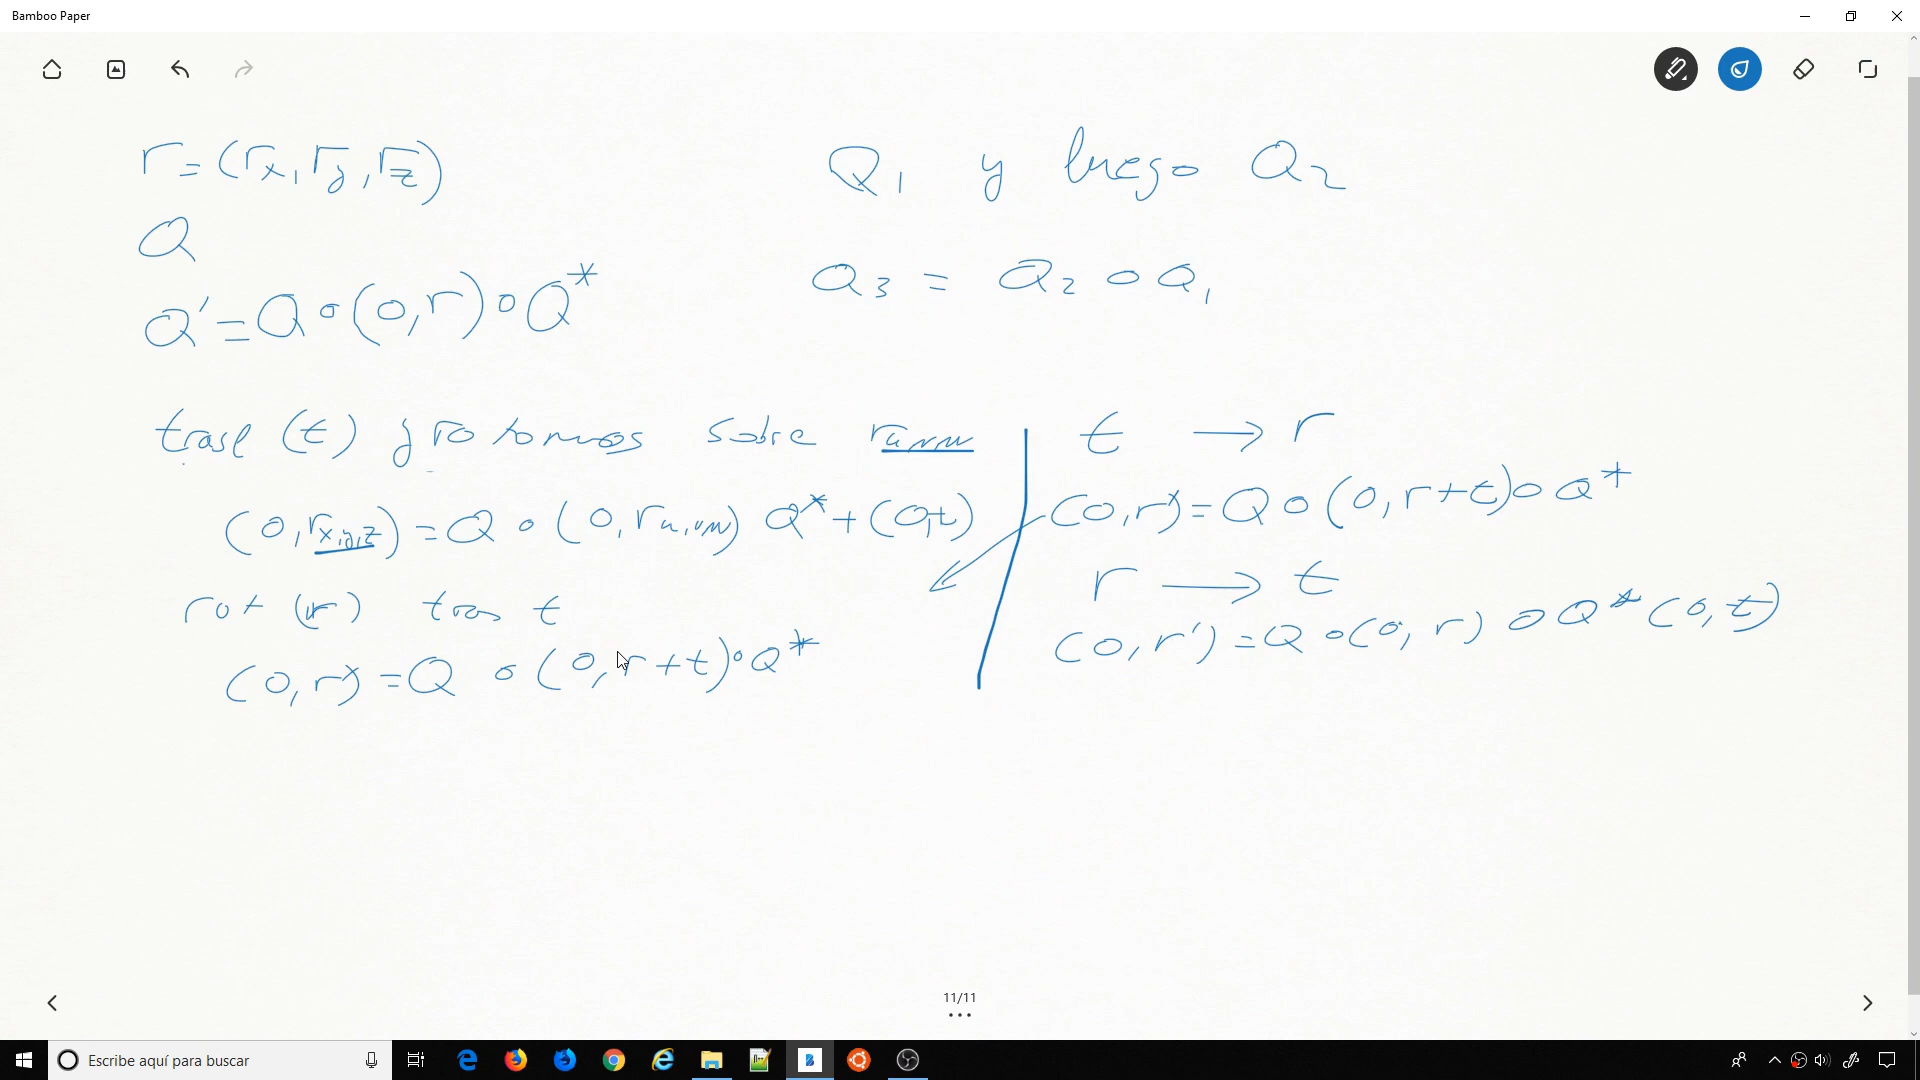 Bamboo Paper
r = (rx, ry, rz)
Q
Q' = Q ∘ (0, r) ∘ Q*
Q1 y luego Q2
Q3 = Q2 ∘ Q1
trasl (t) y rotamos sobre ruvw
(0, rx,y,z) = Q ∘ (0, ru,v,w) Q* + (0,t)
rot (r) tras t
(0, r') = Q ∘ (0, r+t) ∘ Q*
t → r
(0, r') = Q ∘ (0, r+t) ∘ Q*
r → t
(0, r') = Q ∘ (0, r) ∘ Q* (0, t)
11/11
Escribe aquí para buscar